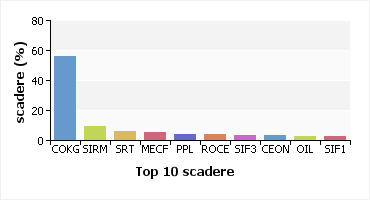 scadere (%)
80
60
40
20
0
COKG SIRM SRT MECF PPL ROCE SIF3 CEON OIL SIF1
Top 10 scadere